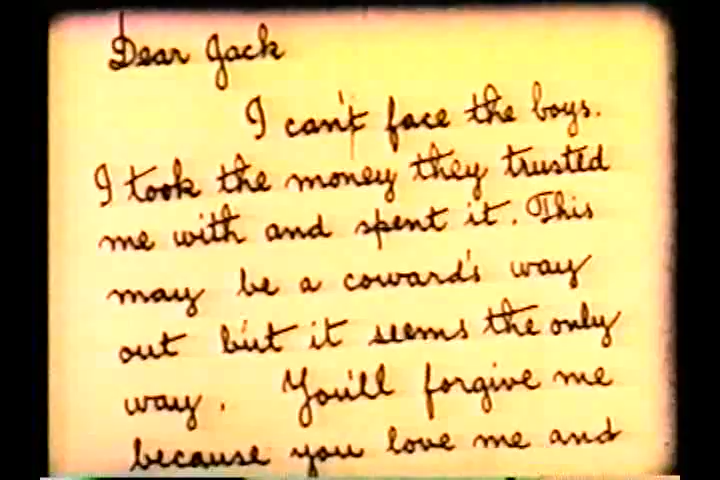 Dear Jack
I can't face the boys.
I took the money they trusted
me with and spent it. This
may be a coward's way
out but it seems the only
way. You'll forgive me
because you love me and